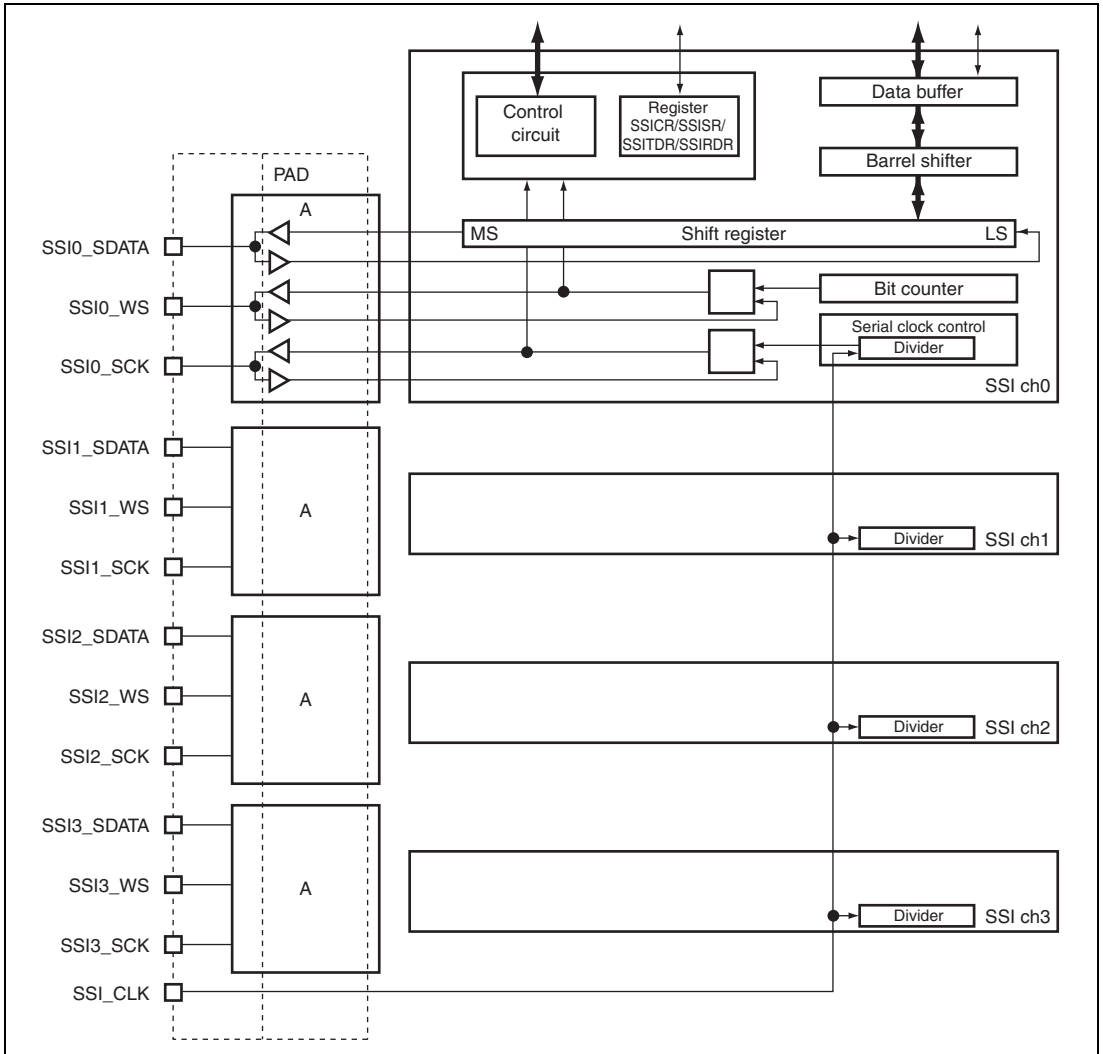 Control
circuit
Register
SSICR/SSISR/
SSITDR/SSIRDR
Data buffer
Barrel shifter
PAD
A
MS
Shift register
LS
SSI0_SDATA
SSI0_WS
Bit counter
Serial clock control
Divider
SSI0_SCK
SSI ch0
SSI1_SDATA
SSI1_WS
A
SSI1_SCK
Divider
SSI ch1
SSI2_SDATA
SSI2_WS
A
SSI2_SCK
Divider
SSI ch2
SSI3_SDATA
SSI3_WS
A
SSI3_SCK
Divider
SSI ch3
SSI_CLK